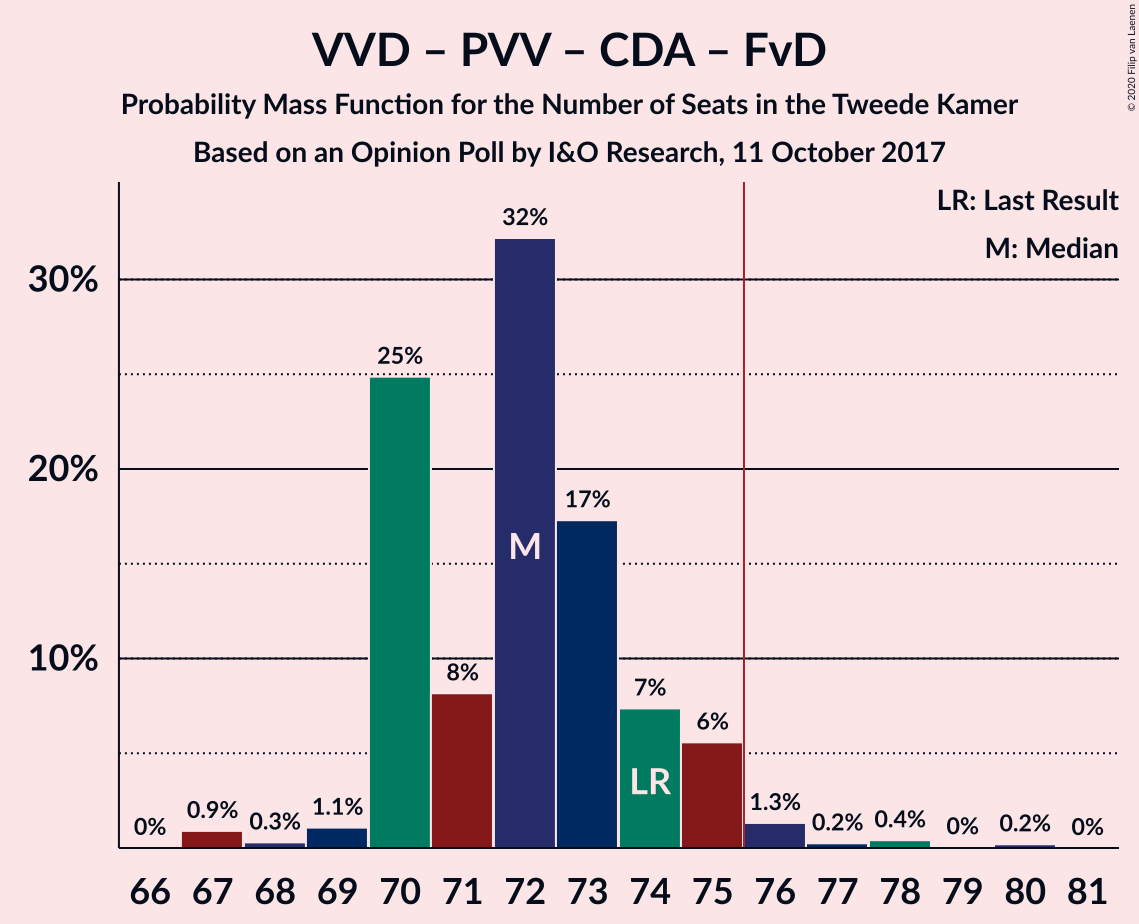 VVD – PVV – CDA – FvD
Probability Mass Function for the Number of Seats in the Tweede Kamer
Based on an Opinion Poll by I&O Research, 11 October 2017
© 2020 Filip van Laenen
LR: Last Result
M: Median
30%
20%
10%
0%
0.9%
0.3%
1.1%
25%
8%
32%
17%
7%
6%
1.3%
0.2%
0.4%
0%
0.2%
0%
M
LR
66 67 68 69 70 71 72 73 74 75 76 77 78 79 80 81